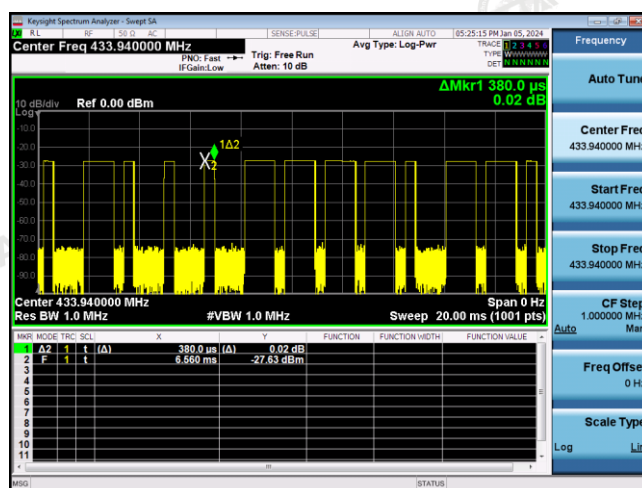 Keysight Spectrum Analyzer - Swept SA
RL RF 50 Ω AC SENSE:PULSE ALIGN AUTO 05:25:15 PM Jan 05, 2024
Center Freq 433.940000 MHz Avg Type: Log-Pwr TRACE 1 2 3 4 5 6
PNO: Fast Trig: Free Run TYPE WWWWWW
IFGain:Low Atten: 10 dB DET N N N N N N
Frequency
ΔMkr1 380.0 µs
0.02 dB
10 dB/div Ref 0.00 dBm
Log
-10.0
-20.0
-30.0
-40.0
-50.0
-60.0
-70.0
-80.0
-90.0
1Δ2
2
Center 433.940000 MHz Span 0 Hz
Res BW 1.0 MHz #VBW 1.0 MHz Sweep 20.00 ms (1001 pts)
MKR MODE TRC SCL X Y FUNCTION FUNCTION WIDTH FUNCTION VALUE
1 Δ2 1 t (Δ) 380.0 µs (Δ) 0.02 dB
2 F 1 t 6.560 ms -27.63 dBm
3
4
5
6
7
8
9
10
11
MSG STATUS
Auto Tune
Center Freq
433.940000 MHz
Start Freq
433.940000 MHz
Stop Freq
433.940000 MHz
CF Step
1.000000 MHz
Auto Man
Freq Offset
0 Hz
Scale Type
Log Lin